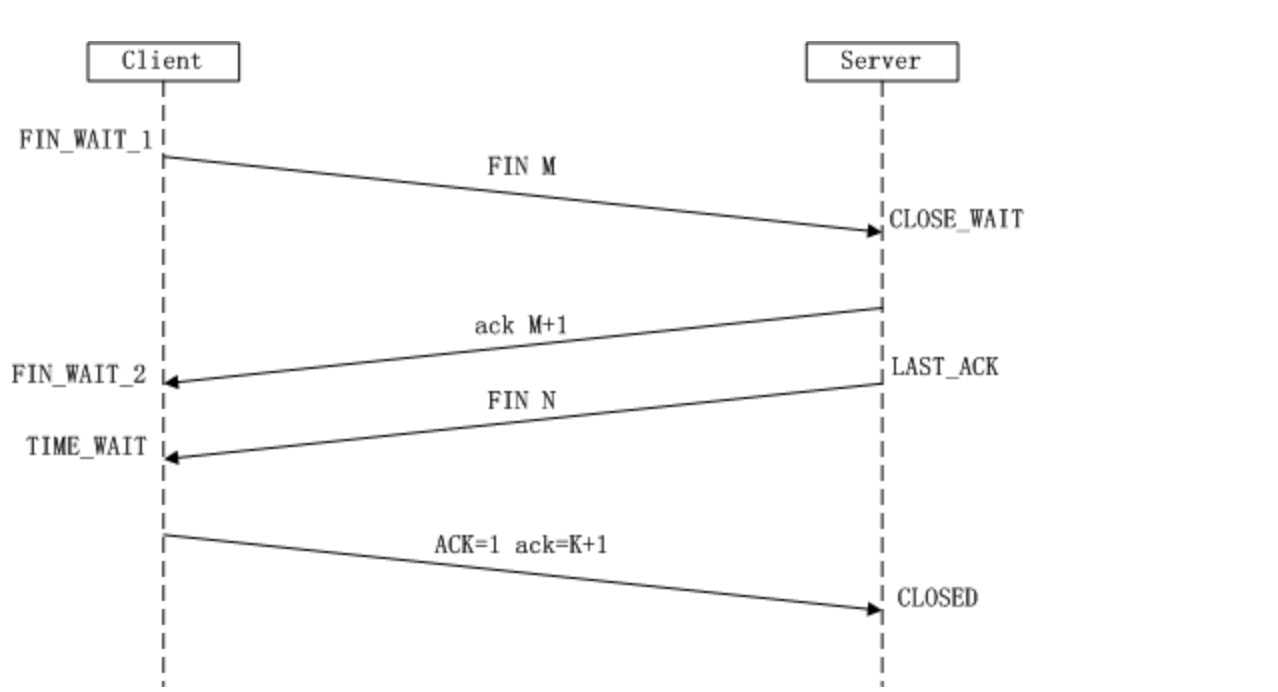 Client
Server
FIN_WAIT_1
FIN M
CLOSE_WAIT
ack M+1
FIN_WAIT_2
LAST_ACK
FIN N
TIME_WAIT
ACK=1 ack=K+1
CLOSED